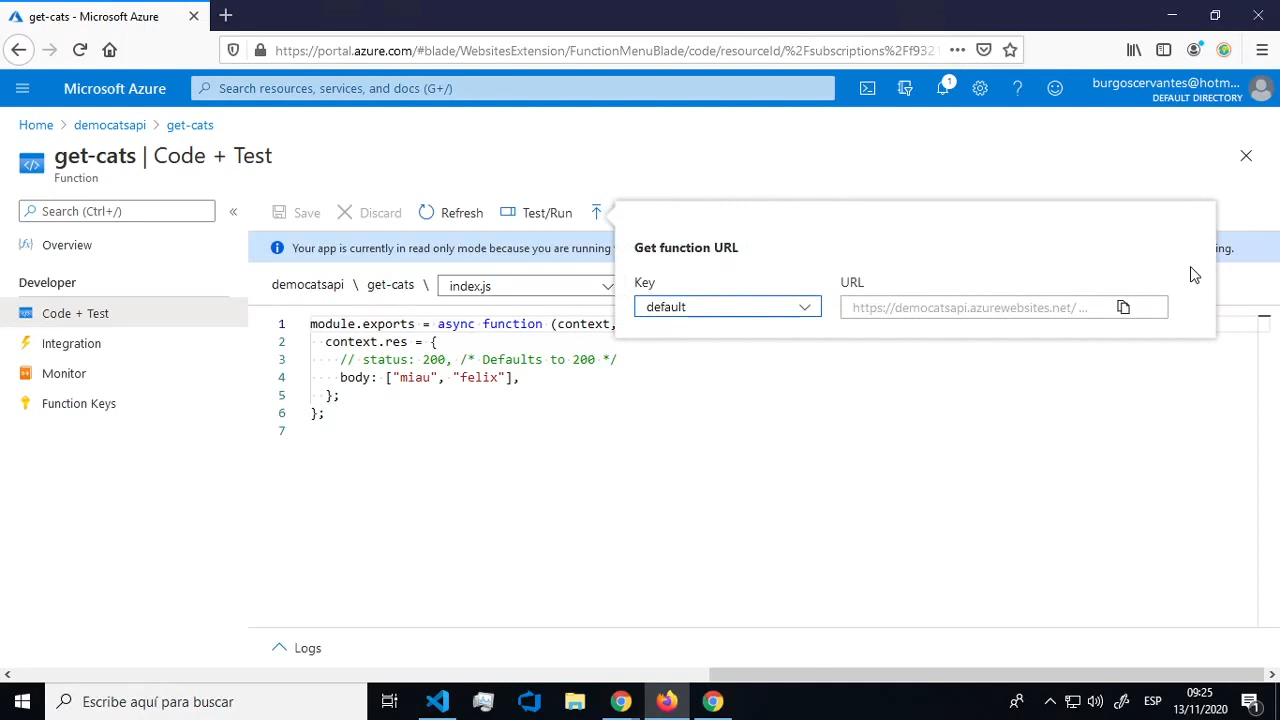 get-cats - Microsoft Azure
https://portal.azure.com/#blade/WebsitesExtension/FunctionMenuBlade/code/resourceId/%2Fsubscriptions%2Ff9321
Microsoft Azure
Search resources, services, and docs (G+/)
1
burgoscervantes@hotm...
DEFAULT DIRECTORY
Home > democatsapi > get-cats
get-cats | Code + Test
Function
Search (Ctrl+/)
«
Save
Discard
Refresh
Test/Run
Overview
Developer
Code + Test
Integration
Monitor
Function Keys
Your app is currently in read only mode because you are running
ing.
democatsapi \ get-cats \
index.js
Get function URL
Key
URL
default
https://democatsapi.azurewebsites.net/ ...
1 module.exports = async function (context,
2 context.res = {
3 // status: 200, /* Defaults to 200 */
4 body: ["miau", "felix"],
5 };
6 };
7
Logs
Escribe aquí para buscar
ESP
09:25
13/11/2020
1